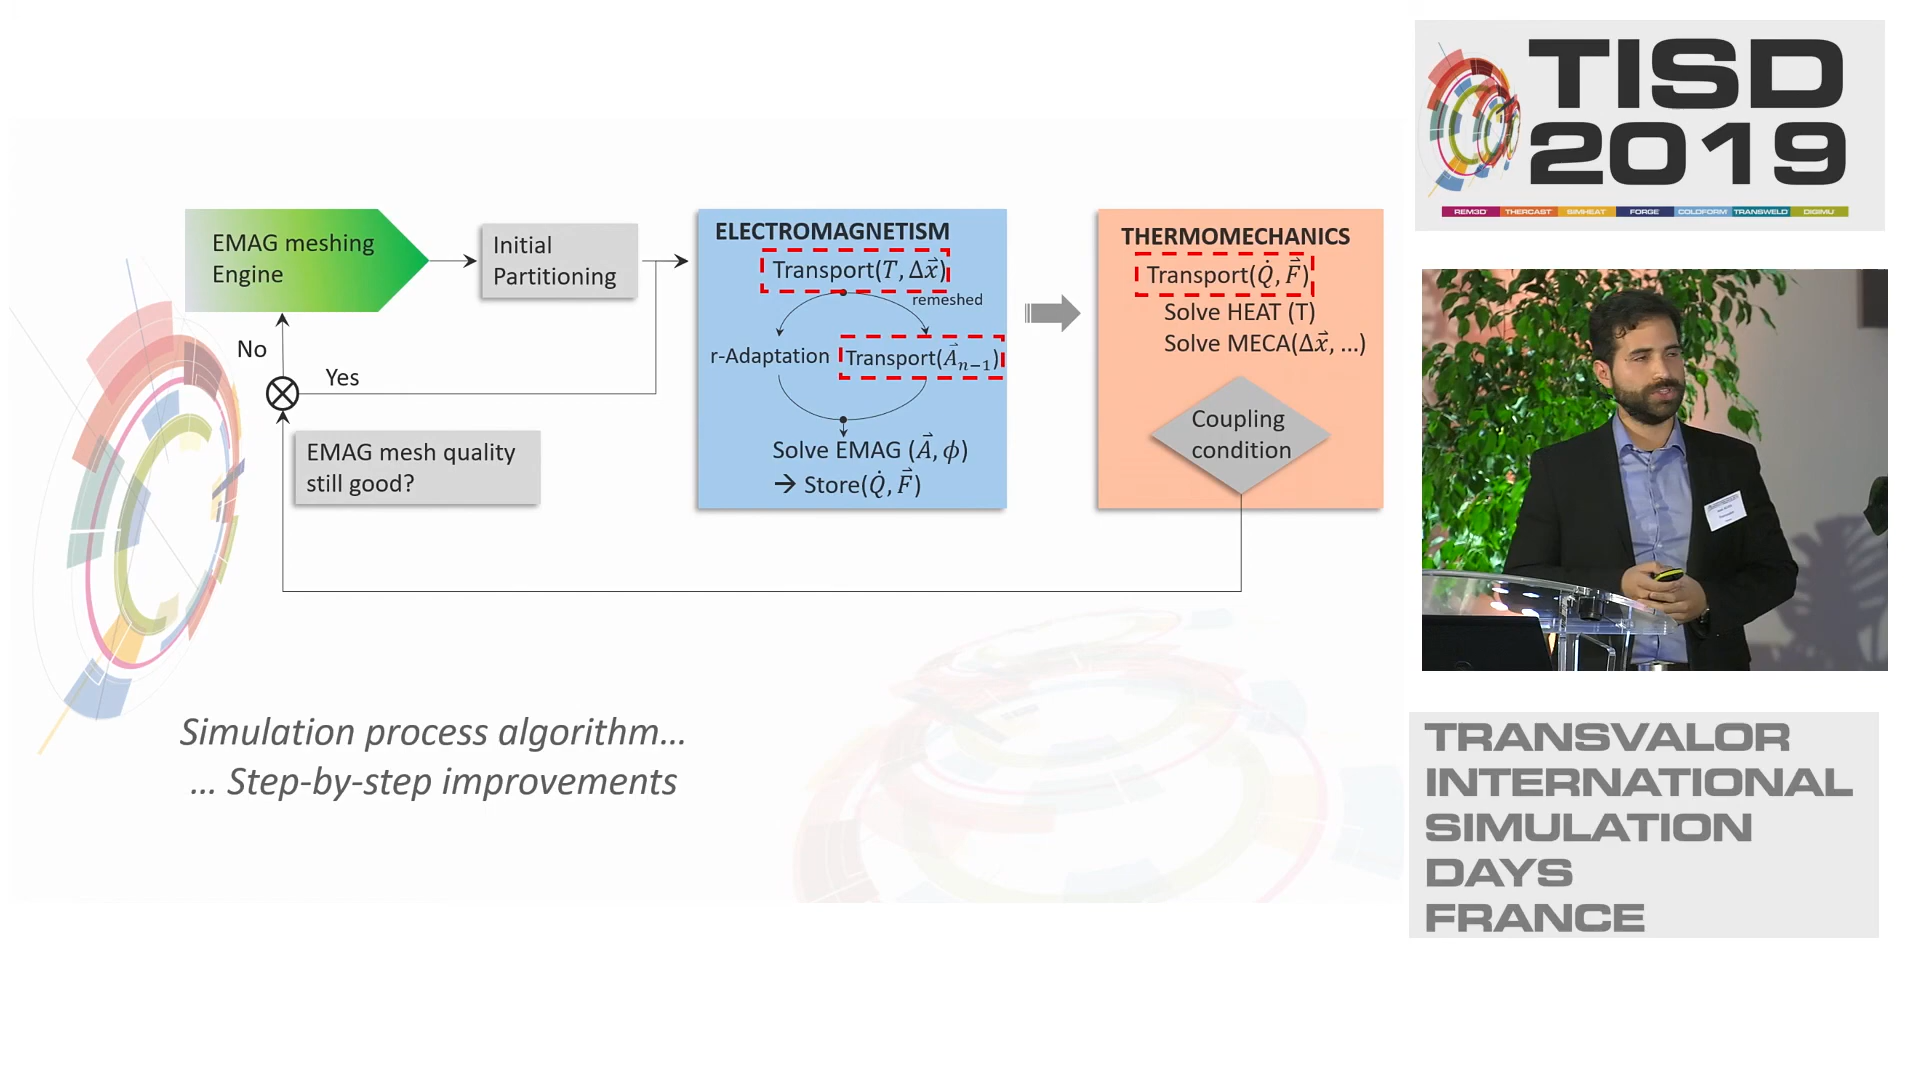 EMAG meshing
Engine
Initial
Partitioning
No
Yes
EMAG mesh quality
still good?
ELECTROMAGNETISM
Transport(T, Δx⃗)
remeshed
r-Adaptation
Transport(A⃗ₙ₋₁)
Solve EMAG (A⃗, ϕ)
→ Store(Q̇, F⃗)
THERMOMECHANICS
Transport(Q̇, F⃗)
Solve HEAT (T)
Solve MECA(Δx⃗, ...)
Coupling
condition
Simulation process algorithm...
... Step-by-step improvements
TISD
2019
REM3D THERCAST SIMHEAT FORGE COLDFORM TRANSWELD DIGIMU
TRANSVALOR
INTERNATIONAL
SIMULATION
DAYS
FRANCE